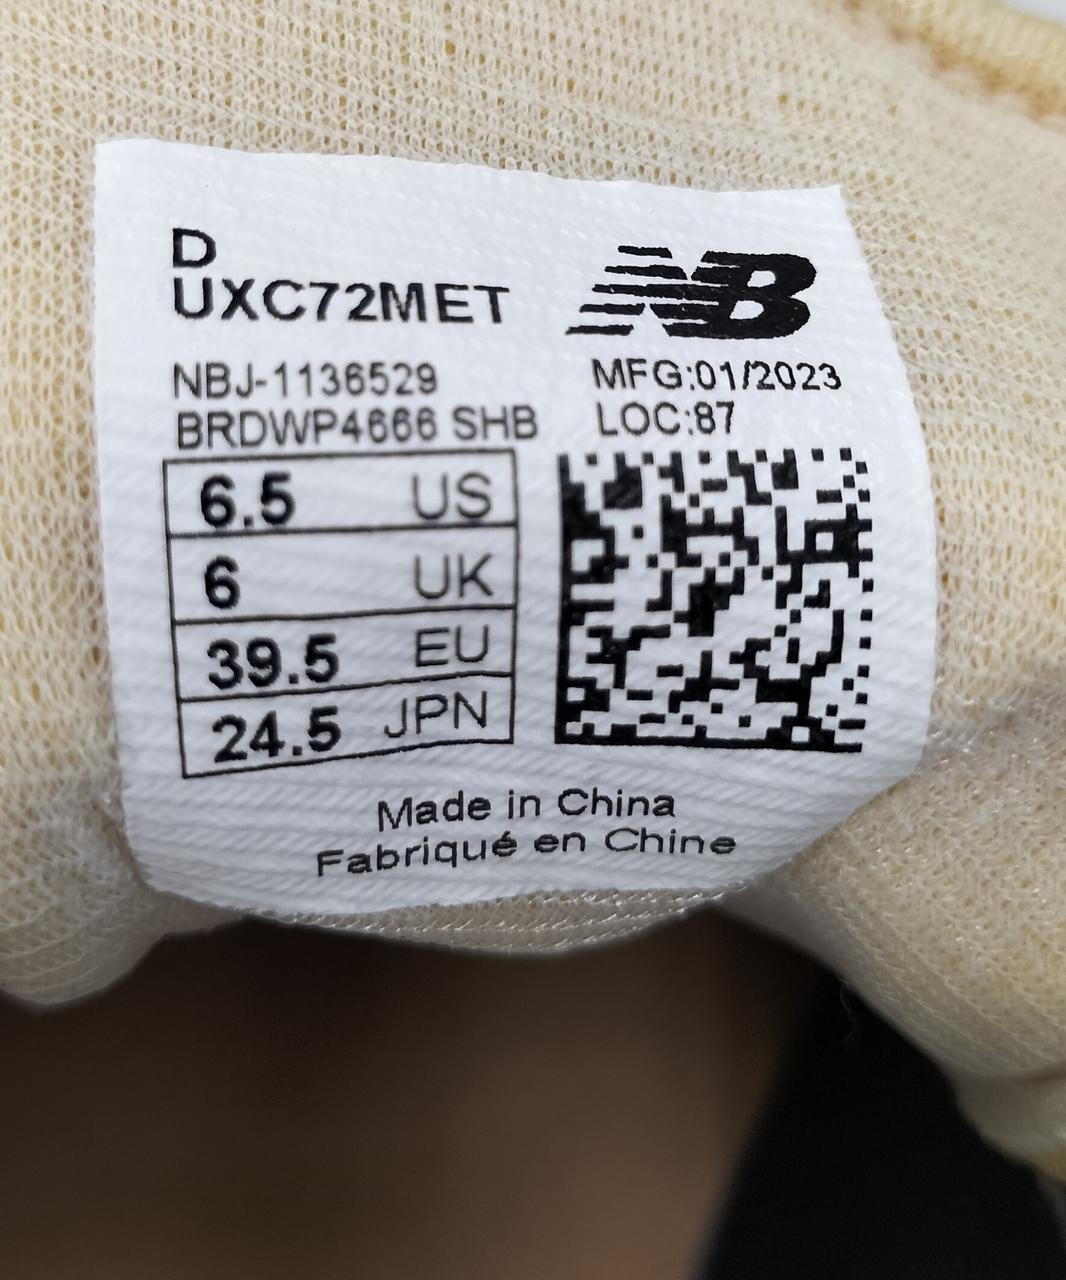 D
UXC72MET
NB
NBJ-1136529
BRDWP4666 SHB
MFG:01/2023
LOC:87
6.5 US
6 UK
39.5 EU
24.5 JPN
Made in China
Fabriqué en Chine